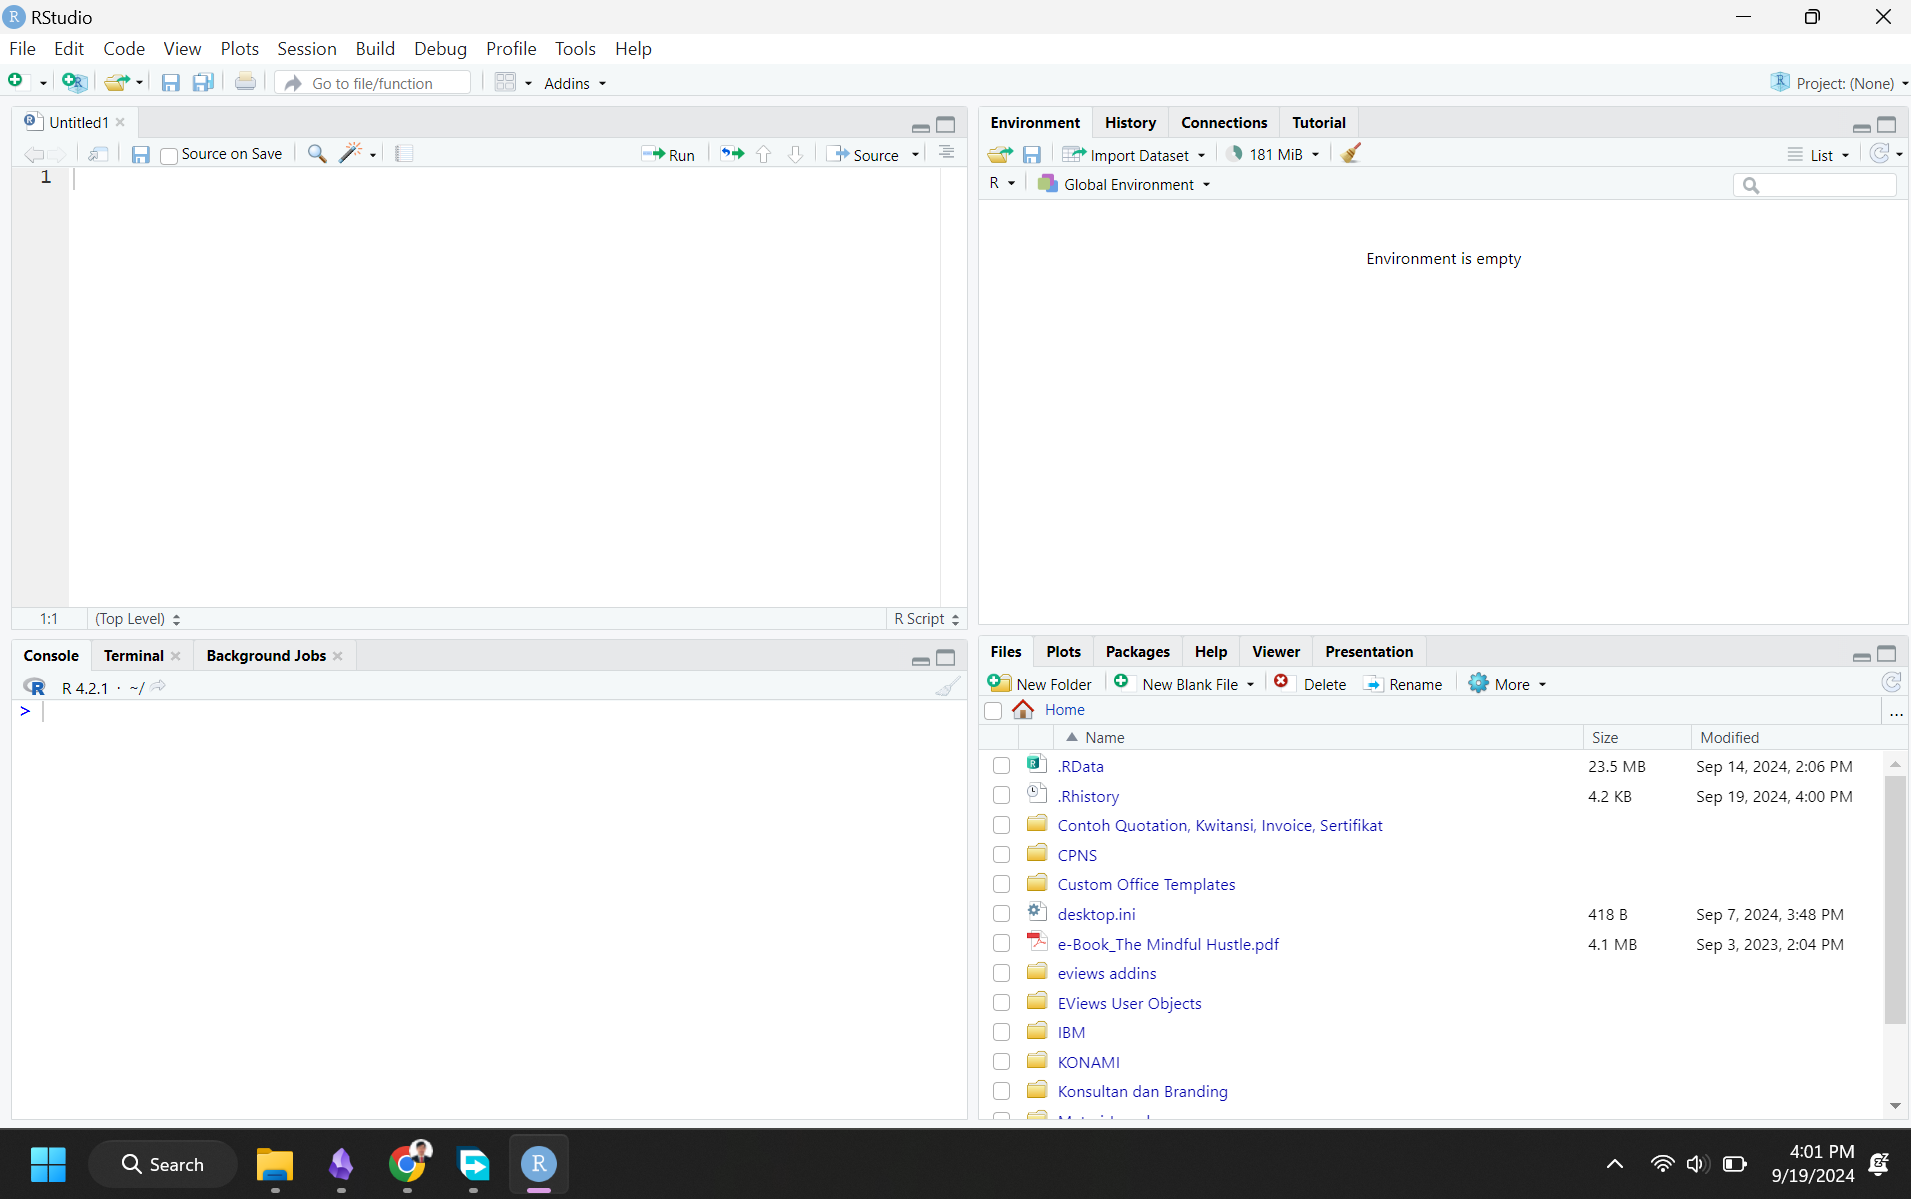 RStudio
File Edit Code View Plots Session Build Debug Profile Tools Help
Go to file/function Addins Project: (None)
Untitled1
Source on Save Run Source
1
1:1 (Top Level) R Script
Console Terminal Background Jobs
R 4.2.1 · ~/
>
Environment History Connections Tutorial
Import Dataset 181 MiB List
R Global Environment
Environment is empty
Files Plots Packages Help Viewer Presentation
New Folder New Blank File Delete Rename More
Home ...
Name Size Modified
.RData 23.5 MB Sep 14, 2024, 2:06 PM
.Rhistory 4.2 KB Sep 19, 2024, 4:00 PM
Contoh Quotation, Kwitansi, Invoice, Sertifikat
CPNS
Custom Office Templates
desktop.ini 418 B Sep 7, 2024, 3:48 PM
e-Book_The Mindful Hustle.pdf 4.1 MB Sep 3, 2023, 2:04 PM
eviews addins
EViews User Objects
IBM
KONAMI
Konsultan dan Branding
Search 4:01 PM
9/19/2024